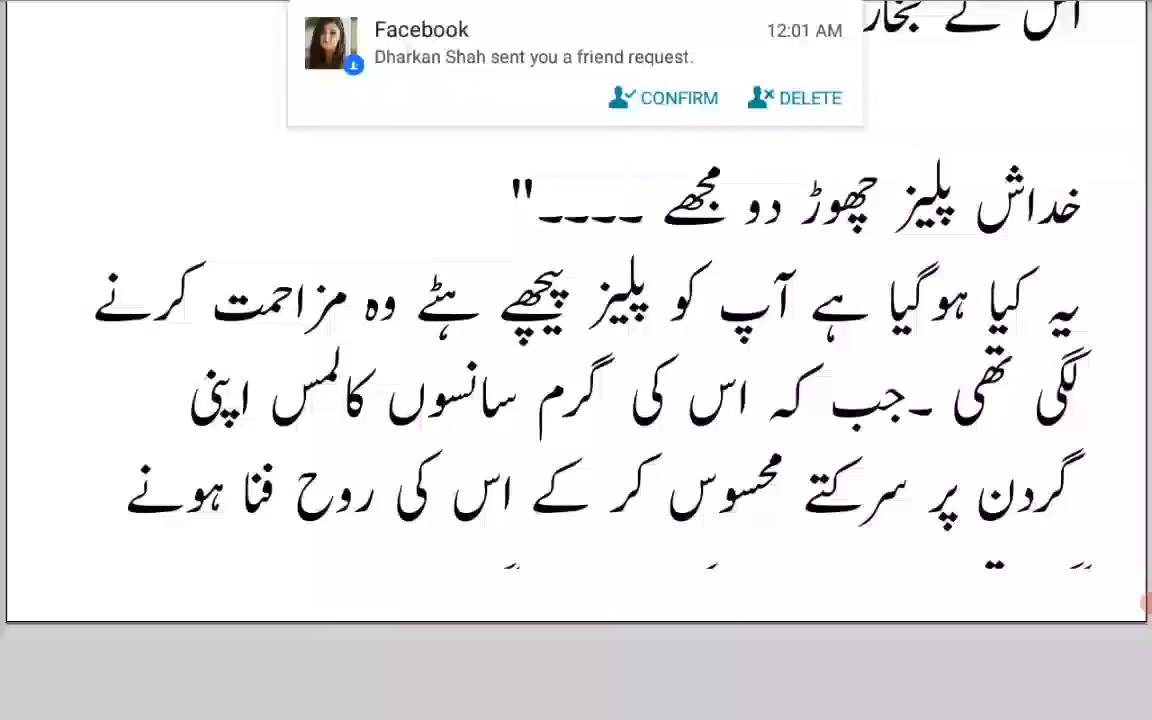 Facebook
12:01 AM
Dharkan Shah sent you a friend request.
CONFIRM DELETE
اس کے
خداش پلیز چھوڑ دو مجھے ----"
یہ کیا ہوگیا ہے آپ کو پلیز پیچھے ہٹے وہ مزاحمت کرنے
لگی تھی ۔جب کہ اس کی گرم سانسوں کالمس اپنی
گردن پر سرکتے محسوس کر کے اس کی روح فنا ہونے